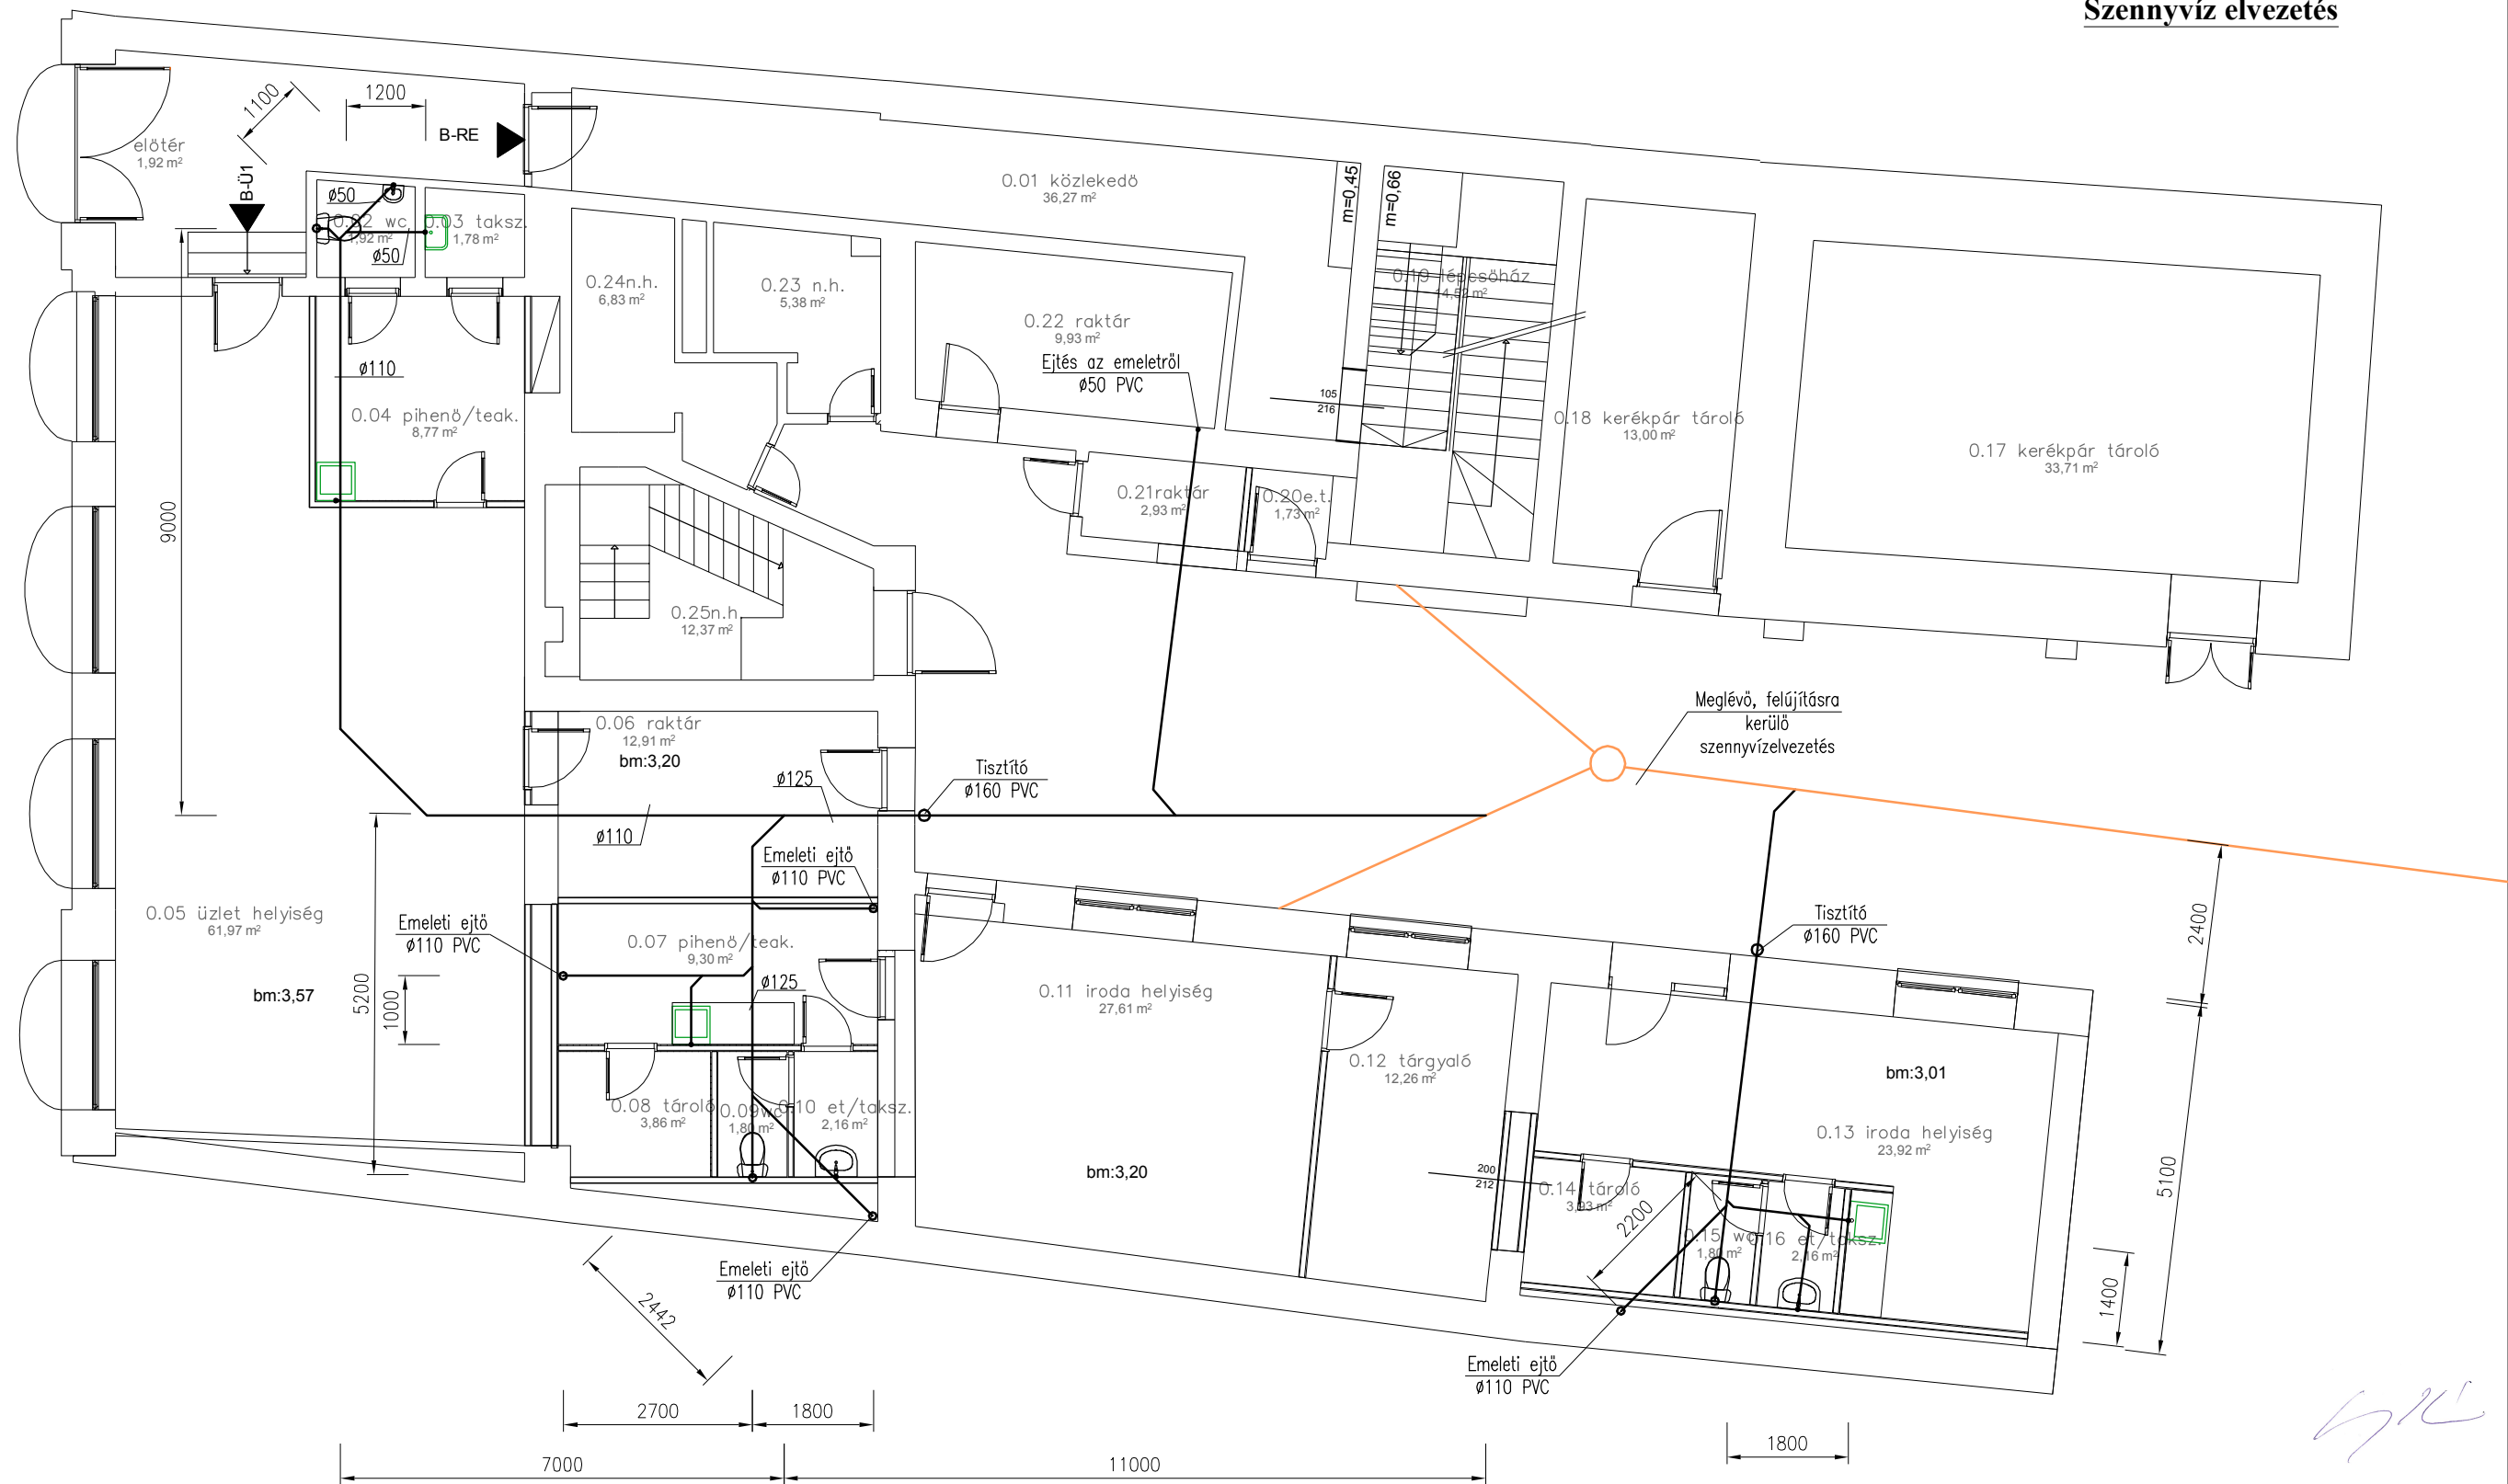 Szennyvíz elvezetés
1100
1200
B-RE
előtér
1,92 m²
B-Ü1
ø50
0.02 wc
1,92 m²
0.03 taksz.
1,78 m²
ø50
0.01 közlekedő
36,27 m²
m=0,45
m=0,66
0.24n.h.
6,83 m²
0.23 n.h.
5,38 m²
0.22 raktár
9,93 m²
0.19 lépcsőház
14,52 m²
Ejtés az emeletről
ø50 PVC
ø110
0.04 pihenő/teak.
8,77 m²
105
216
0.18 kerékpár tároló
13,00 m²
0.17 kerékpár tároló
33,71 m²
9000
0.21raktár
2,93 m²
0.20e.t.
1,73 m²
0.25n.h.
12,37 m²
Meglévő, felújításra
kerülő
szennyvízelvezetés
0.06 raktár
12,91 m²
bm:3,20
ø125
Tisztító
ø160 PVC
ø110
Emeleti ejtő
ø110 PVC
0.05 üzlet helyiség
61,97 m²
Emeleti ejtő
ø110 PVC
0.07 pihenő/teak.
9,30 m²
Tisztító
ø160 PVC
2400
bm:3,57
5200
1000
ø125
0.11 iroda helyiség
27,61 m²
0.12 tárgyaló
12,26 m²
bm:3,01
0.08 tároló
3,86 m²
0.09wc
1,80 m²
0.10 et/taksz.
2,16 m²
0.13 iroda helyiség
23,92 m²
bm:3,20
200
212
0.14 tároló
3,93 m²
5100
2200
0.15 wc
1,80 m²
0.16 et/taksz.
2,16 m²
Emeleti ejtő
ø110 PVC
1400
2442
Emeleti ejtő
ø110 PVC
2700
1800
1800
7000
11000